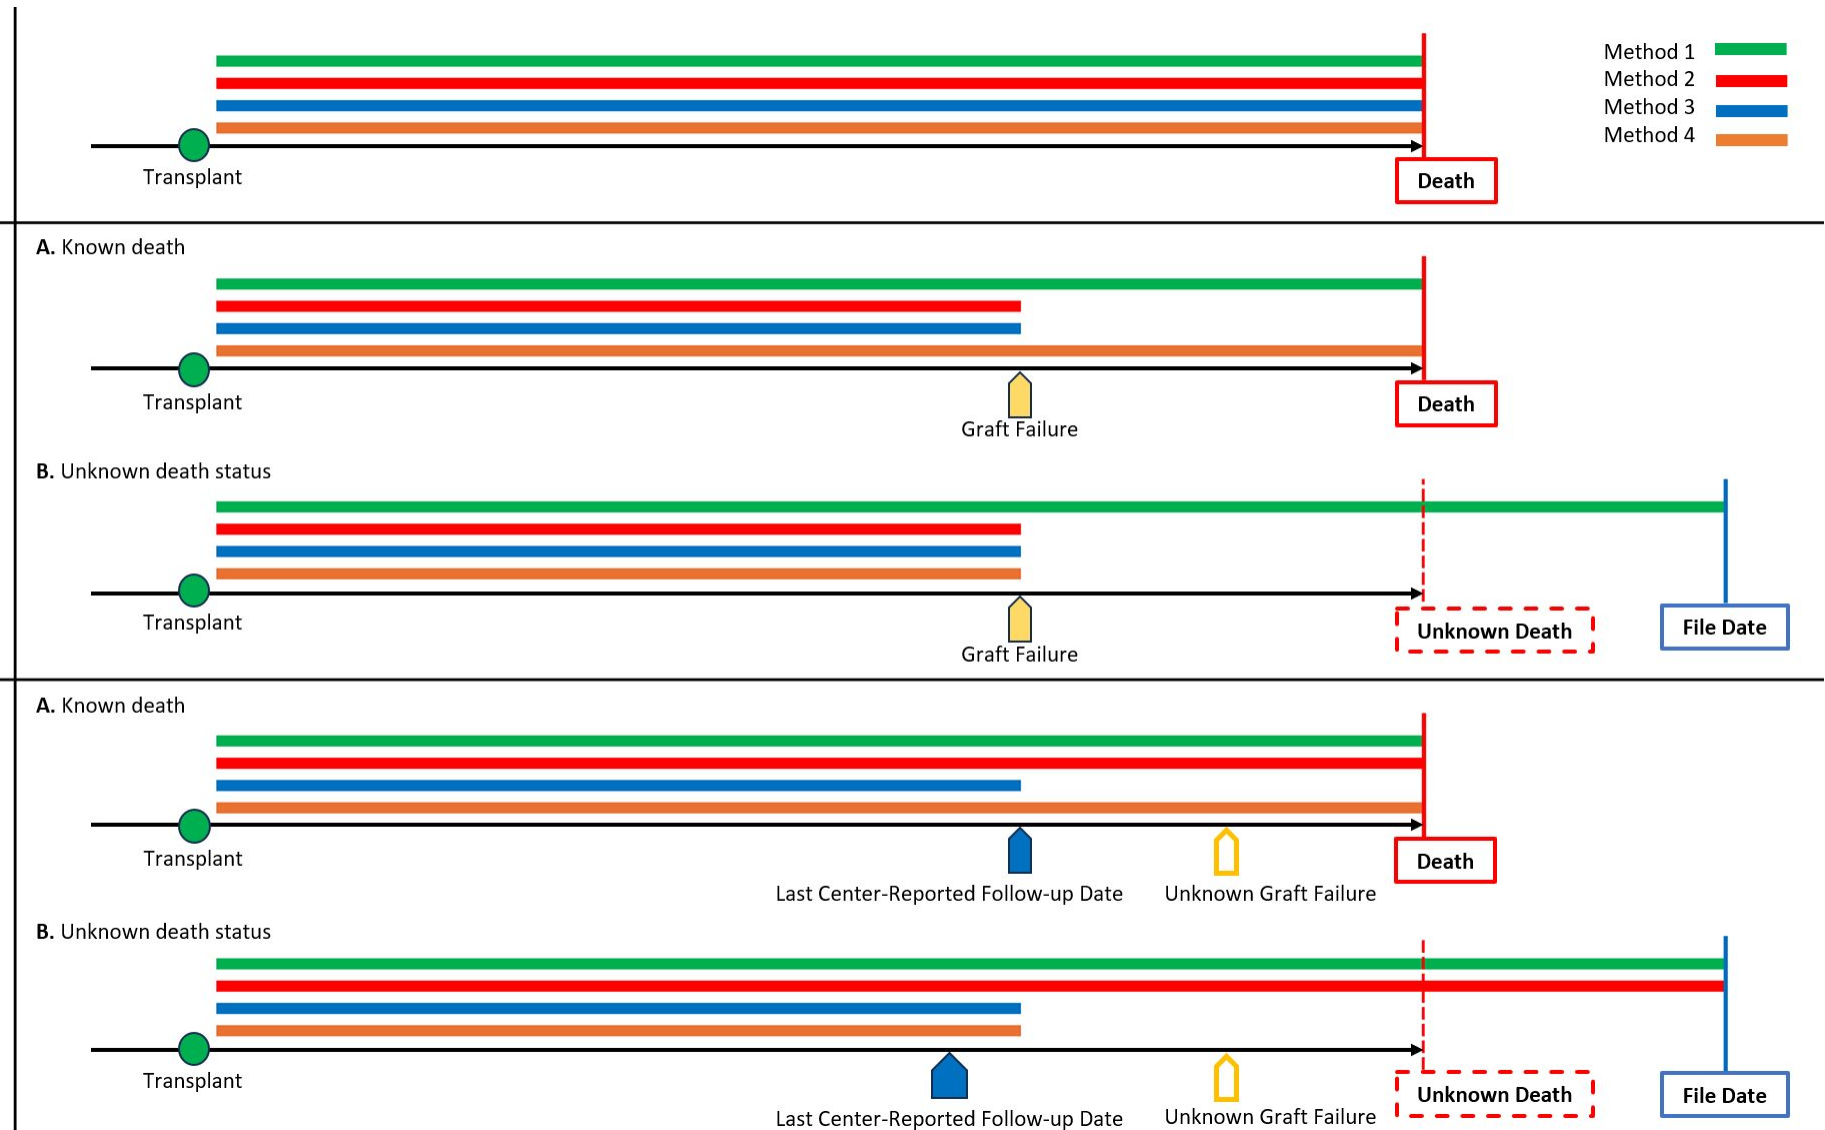 Method 1
Method 2
Method 3
Method 4
Transplant
Death
A. Known death
Transplant
Graft Failure
Death
B. Unknown death status
Transplant
Graft Failure
Unknown Death
File Date
A. Known death
Transplant
Last Center-Reported Follow-up Date
Unknown Graft Failure
Death
B. Unknown death status
Transplant
Last Center-Reported Follow-up Date
Unknown Graft Failure
Unknown Death
File Date